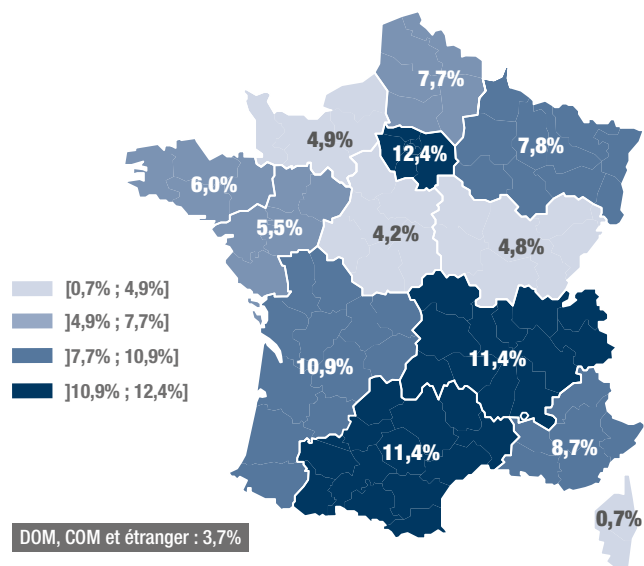 7,7%
4,9%
12,4%
7,8%
6,0%
5,5%
4,2%
4,8%
[0,7% ; 4,9%]
]4,9% ; 7,7%]
]7,7% ; 10,9%]
]10,9% ; 12,4%]
10,9%
11,4%
11,4%
8,7%
0,7%
DOM, COM et étranger : 3,7%